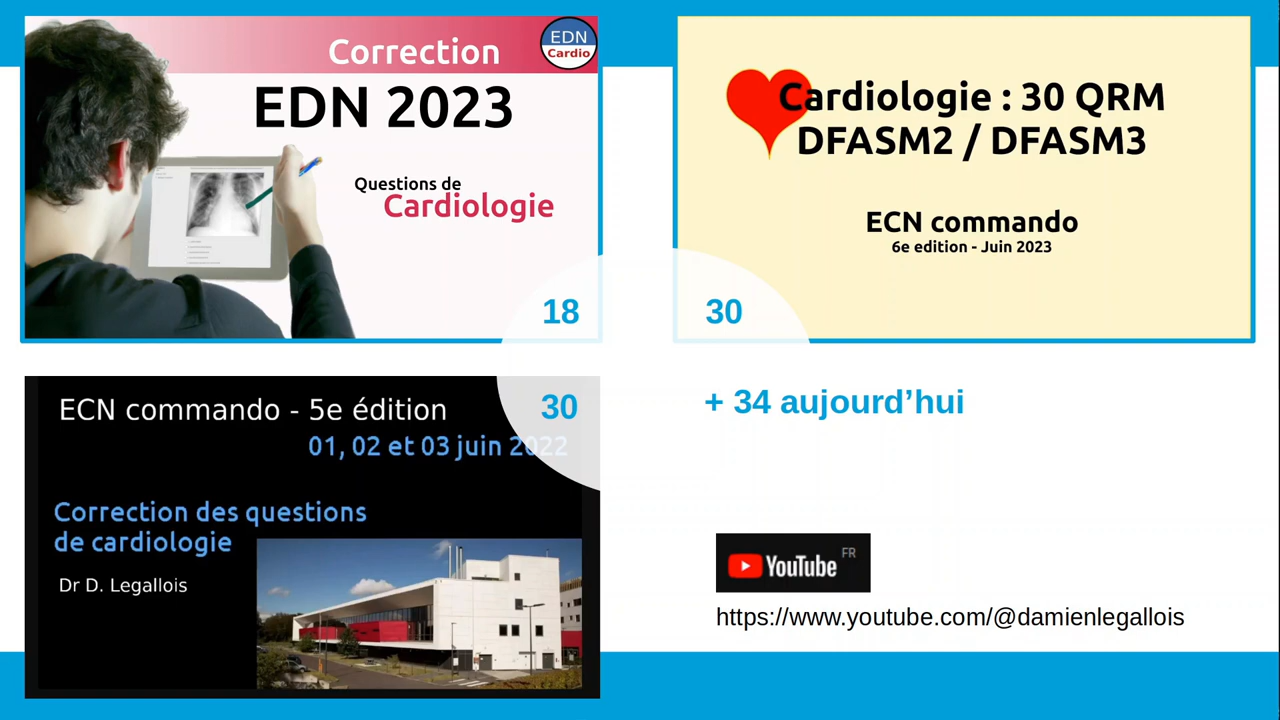 Correction
EDN
Cardio
EDN 2023
Questions de
Cardiologie
18
Cardiologie : 30 QRM
DFASM2 / DFASM3
ECN commando
6e edition - Juin 2023
30
ECN commando - 5e édition
30
01, 02 et 03 juin 2022
Correction des questions
de cardiologie
Dr D. Legallois
+ 34 aujourd’hui
YouTube FR
https://www.youtube.com/@damienlegallois